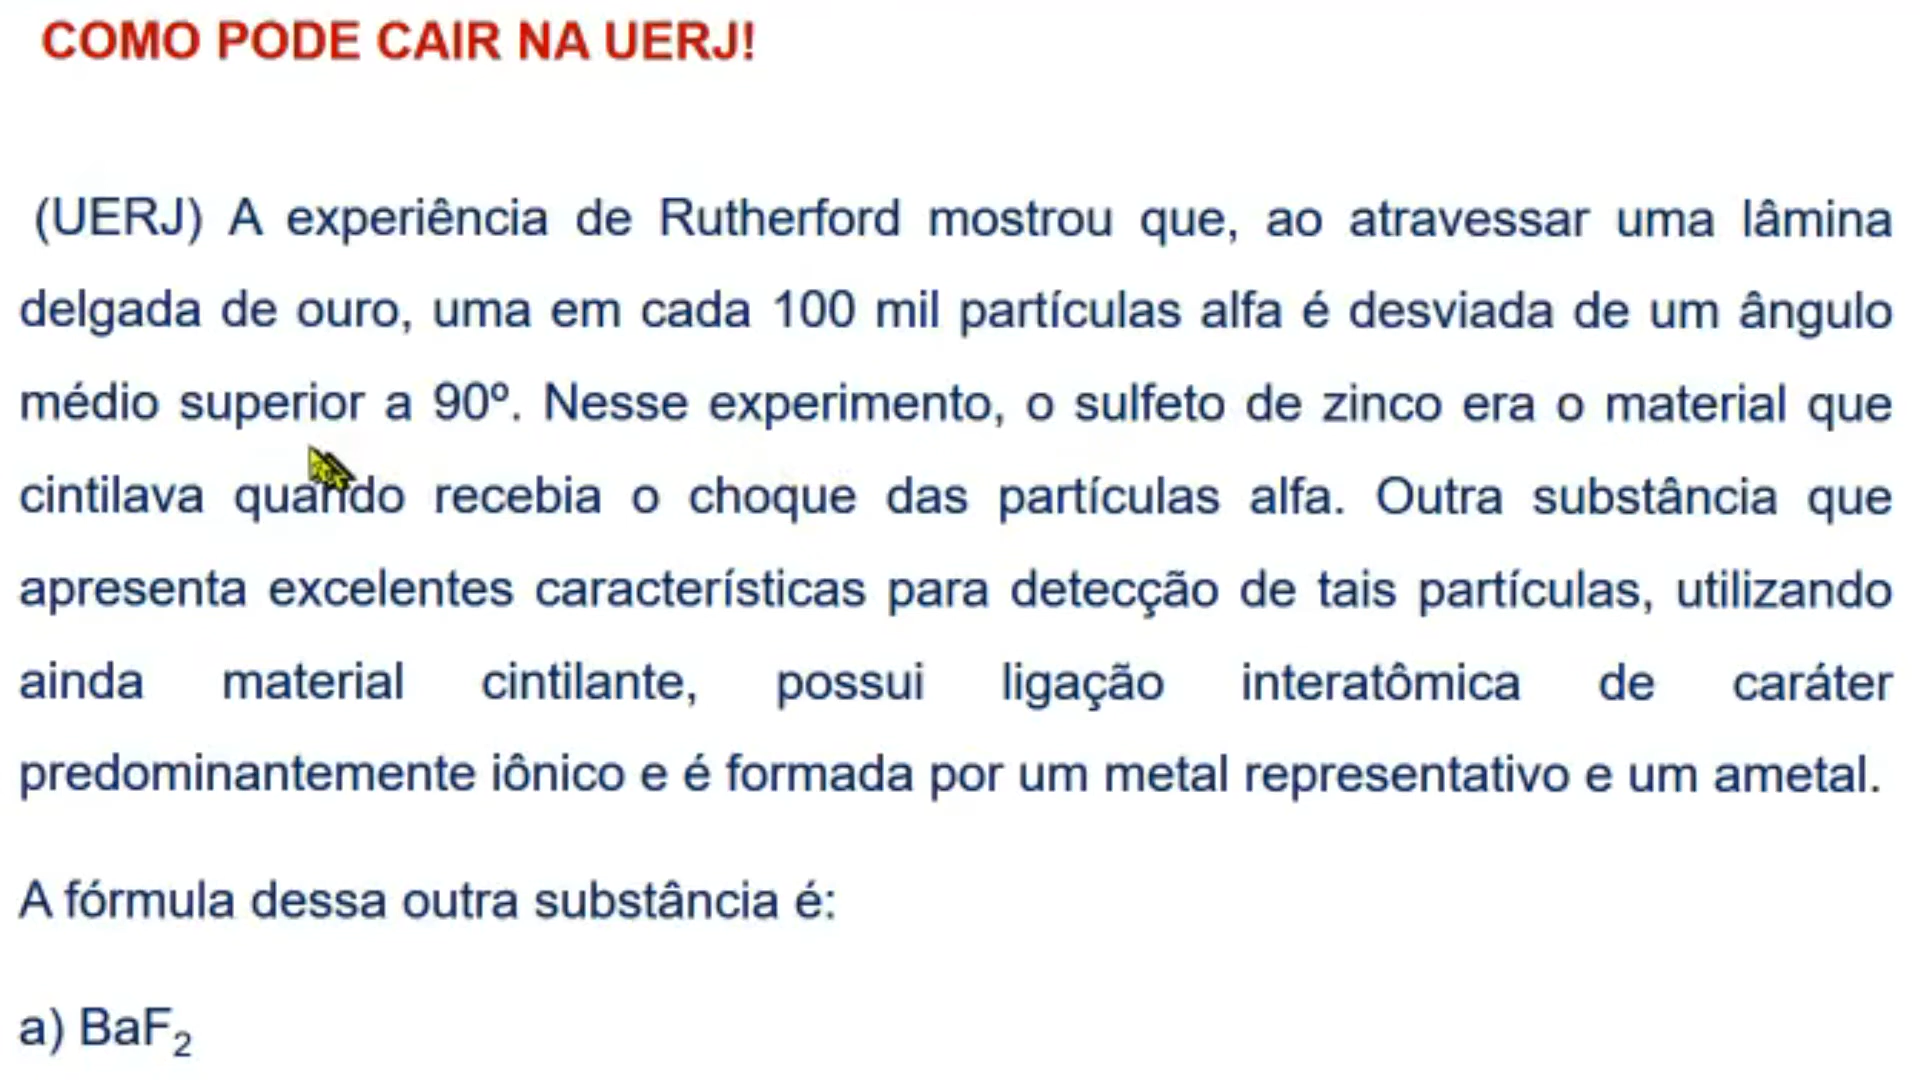 COMO PODE CAIR NA UERJ!
(UERJ) A experiência de Rutherford mostrou que, ao atravessar uma lâmina
delgada de ouro, uma em cada 100 mil partículas alfa é desviada de um ângulo
médio superior a 90º. Nesse experimento, o sulfeto de zinco era o material que
cintilava quando recebia o choque das partículas alfa. Outra substância que
apresenta excelentes características para detecção de tais partículas, utilizando
ainda material cintilante, possui ligação interatômica de caráter
predominantemente iônico e é formada por um metal representativo e um ametal.
A fórmula dessa outra substância é:
a) BaF₂